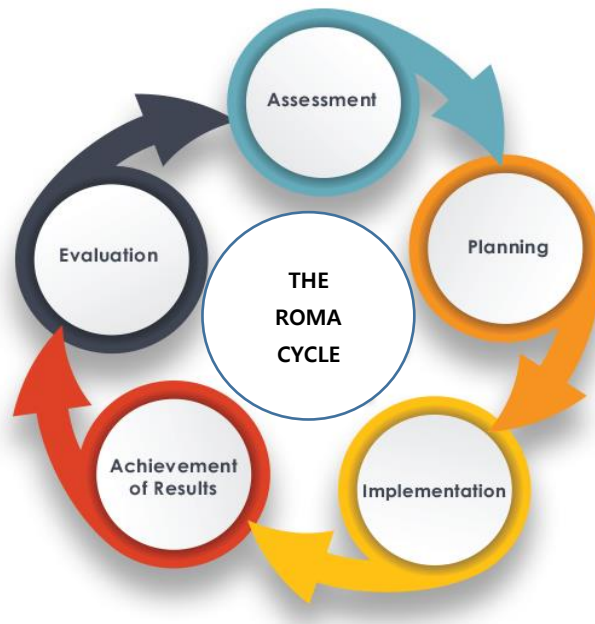 Assessment
Planning
Implementation
Achievement
of Results
Evaluation
THE
ROMA
CYCLE